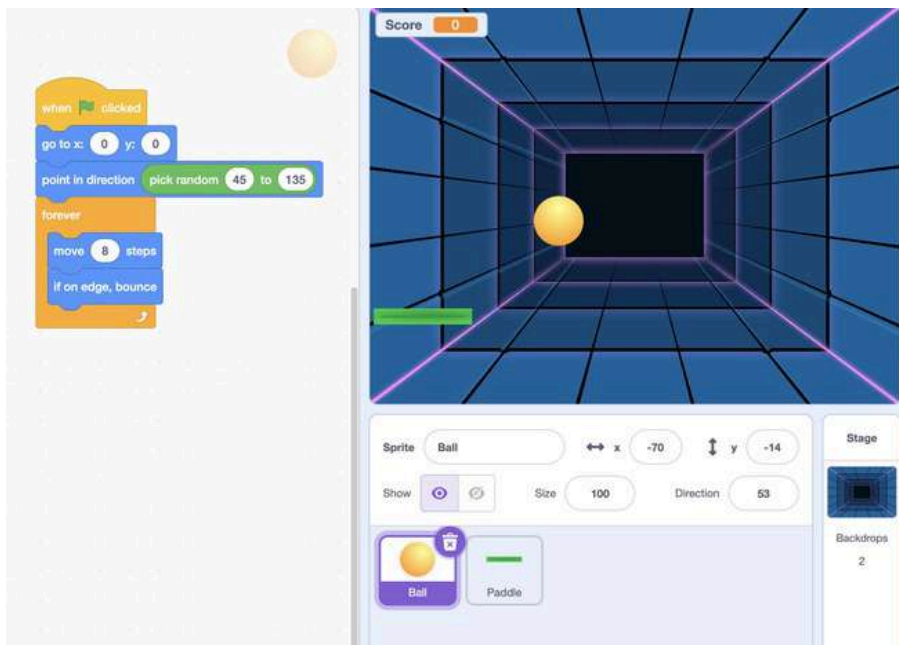 when clicked
go to x: 0 y: 0
point in direction pick random 45 to 135
forever
move 8 steps
if on edge, bounce
Score 0
Sprite Ball x -70 y -14
Show Size 100 Direction 53
Ball
Paddle
Stage
Backdrops
2